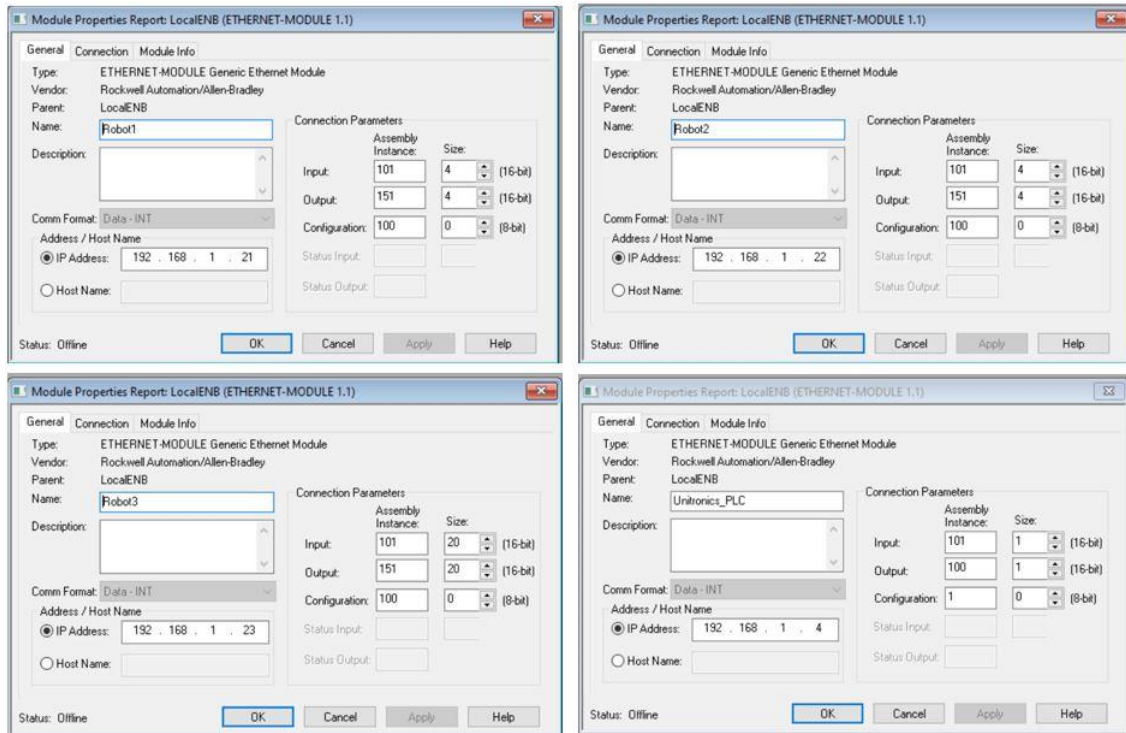 Module Properties Report: LocalENB (ETHERNET-MODULE 1.1)
General Connection Module Info
Type: ETHERNET-MODULE Generic Ethernet Module
Vendor: Rockwell Automation/Allen-Bradley
Parent: LocalENB
Name: Robot1
Description:
Comm Format: Data - INT
Address / Host Name
IP Address: 192 . 168 . 1 . 21
Host Name:
Connection Parameters
Assembly
Instance: Size:
Input: 101 4 (16-bit)
Output: 151 4 (16-bit)
Configuration: 100 0 (8-bit)
Status Input:
Status Output:
Status: Offline
OK Cancel Apply Help
Module Properties Report: LocalENB (ETHERNET-MODULE 1.1)
General Connection Module Info
Type: ETHERNET-MODULE Generic Ethernet Module
Vendor: Rockwell Automation/Allen-Bradley
Parent: LocalENB
Name: Robot2
Description:
Comm Format: Data - INT
Address / Host Name
IP Address: 192 . 168 . 1 . 22
Host Name:
Connection Parameters
Assembly
Instance: Size:
Input: 101 4 (16-bit)
Output: 151 4 (16-bit)
Configuration: 100 0 (8-bit)
Status Input:
Status Output:
Status: Offline
OK Cancel Apply Help
Module Properties Report: LocalENB (ETHERNET-MODULE 1.1)
General Connection Module Info
Type: ETHERNET-MODULE Generic Ethernet Module
Vendor: Rockwell Automation/Allen-Bradley
Parent: LocalENB
Name: Robot3
Description:
Comm Format: Data - INT
Address / Host Name
IP Address: 192 . 168 . 1 . 23
Host Name:
Connection Parameters
Assembly
Instance: Size:
Input: 101 20 (16-bit)
Output: 151 20 (16-bit)
Configuration: 100 0 (8-bit)
Status Input:
Status Output:
Status: Offline
OK Cancel Apply Help
Module Properties Report: LocalENB (ETHERNET-MODULE 1.1)
General Connection Module Info
Type: ETHERNET-MODULE Generic Ethernet Module
Vendor: Rockwell Automation/Allen-Bradley
Parent: LocalENB
Name: Unitronics_PLC
Description:
Comm Format: Data - INT
Address / Host Name
IP Address: 192 . 168 . 1 . 4
Host Name:
Connection Parameters
Assembly
Instance: Size:
Input: 101 1 (16-bit)
Output: 100 1 (16-bit)
Configuration: 1 0 (8-bit)
Status Input:
Status Output:
Status: Offline
OK Cancel Apply Help